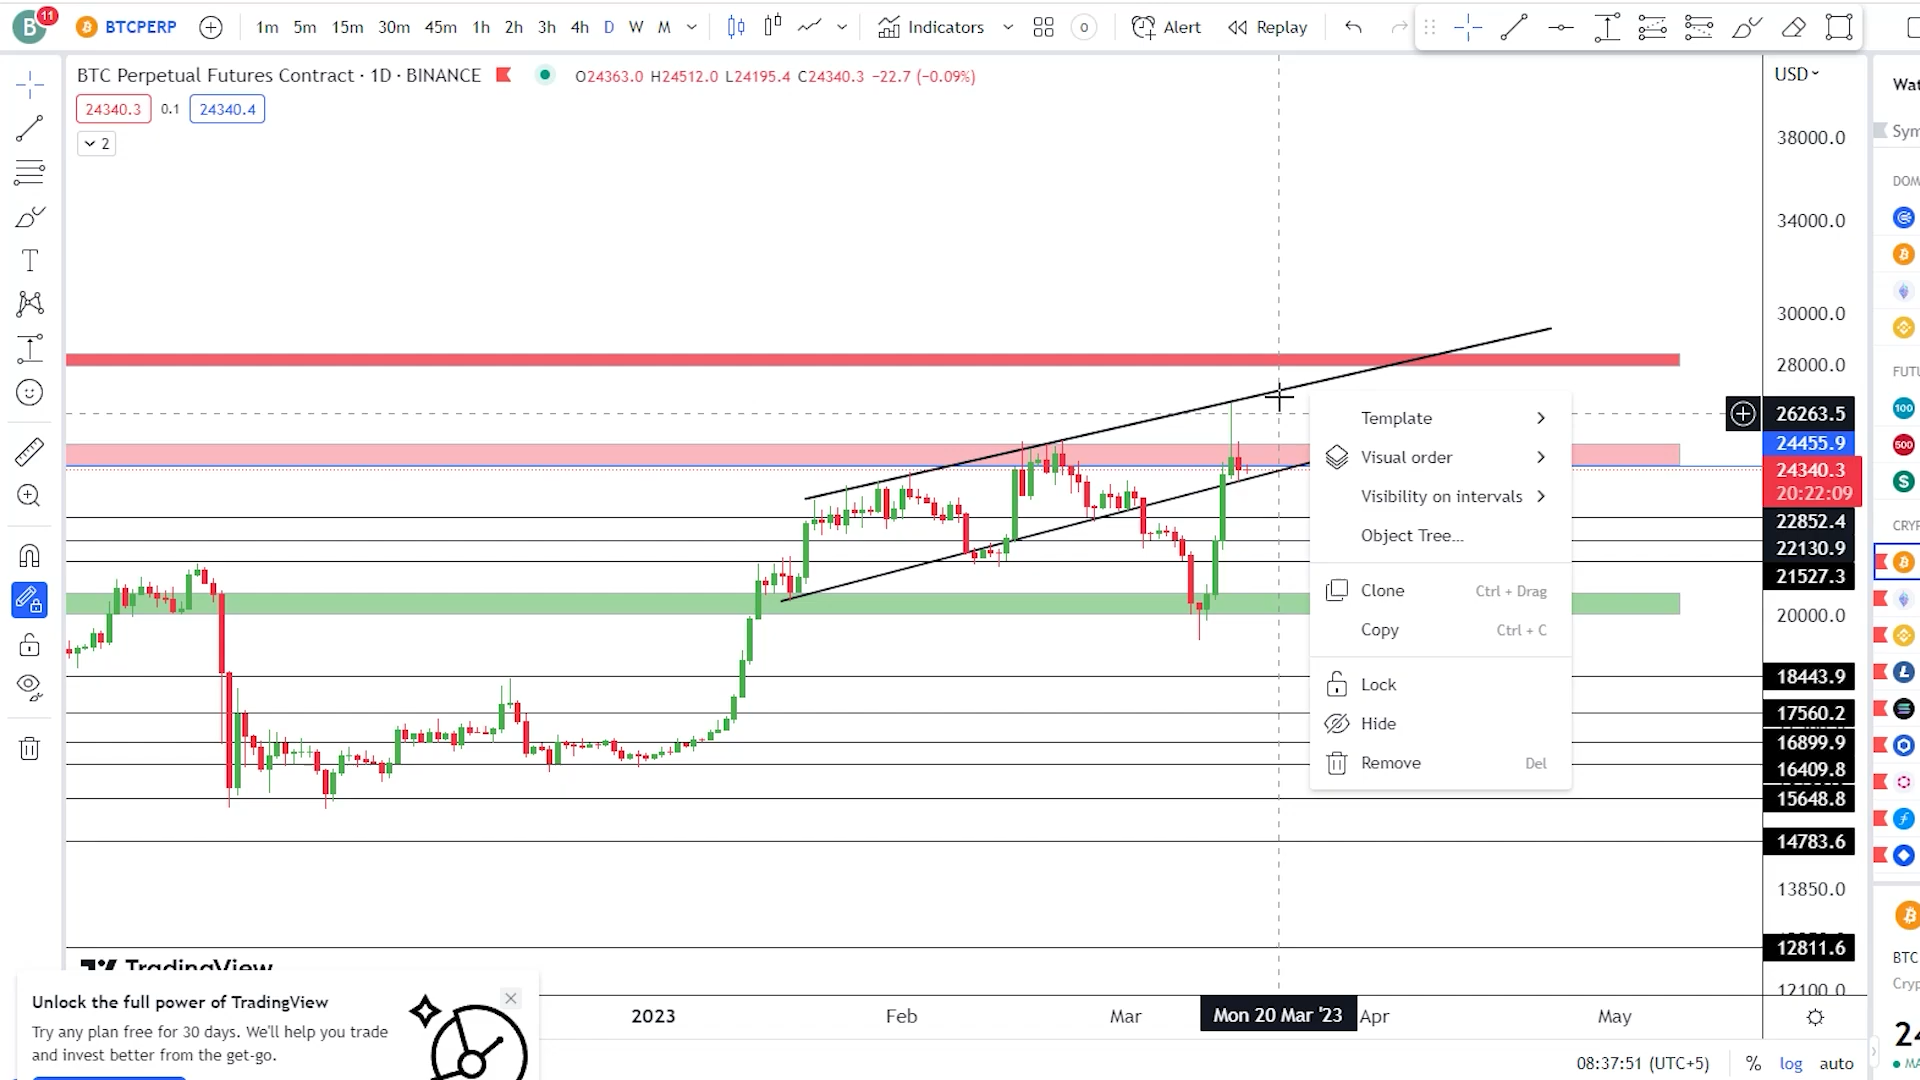 B 11 BTCPERP 1m 5m 15m 30m 45m 1h 2h 3h 4h D W M Indicators Alert Replay
BTC Perpetual Futures Contract · 1D · BINANCE O24363.0 H24512.0 L24195.4 C24340.3 −22.7 (−0.09%)
24340.3 0.1 24340.4
2
USD
38000.0
34000.0
30000.0
28000.0
26263.5
24455.9
24340.3
20:22:09
22852.4
22130.9
21527.3
20000.0
18443.9
17560.2
16899.9
16409.8
15648.8
14783.6
13850.0
12811.6
12100.0
Template
Visual order
Visibility on intervals
Object Tree...
Clone Ctrl + Drag
Copy Ctrl + C
Lock
Hide
Remove Del
TradingView
Unlock the full power of TradingView
Try any plan free for 30 days. We'll help you trade
and invest better from the get-go.
2023 Feb Mar Mon 20 Mar '23 Apr May
08:37:51 (UTC+5) % log auto
100
500
BTC
24